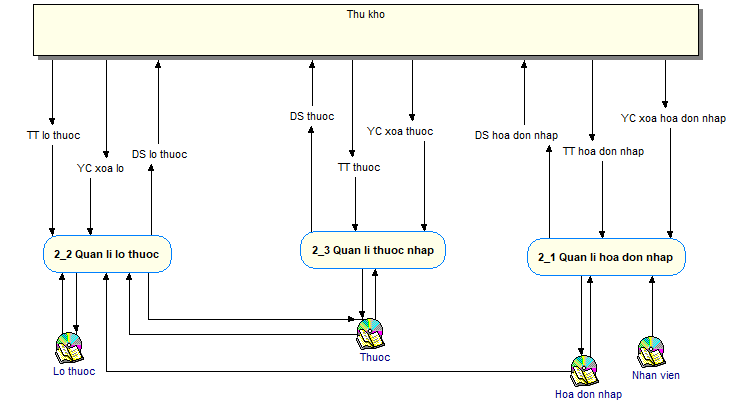 Thu kho
DS thuoc
YC xoa hoa don nhap
TT lo thuoc
YC xoa thuoc
DS hoa don nhap
DS lo thuoc
TT hoa don nhap
YC xoa lo
TT thuoc
2_2 Quan li lo thuoc
2_3 Quan li thuoc nhap
2_1 Quan li hoa don nhap
Thuoc
Lo thuoc
Nhan vien
Hoa don nhap